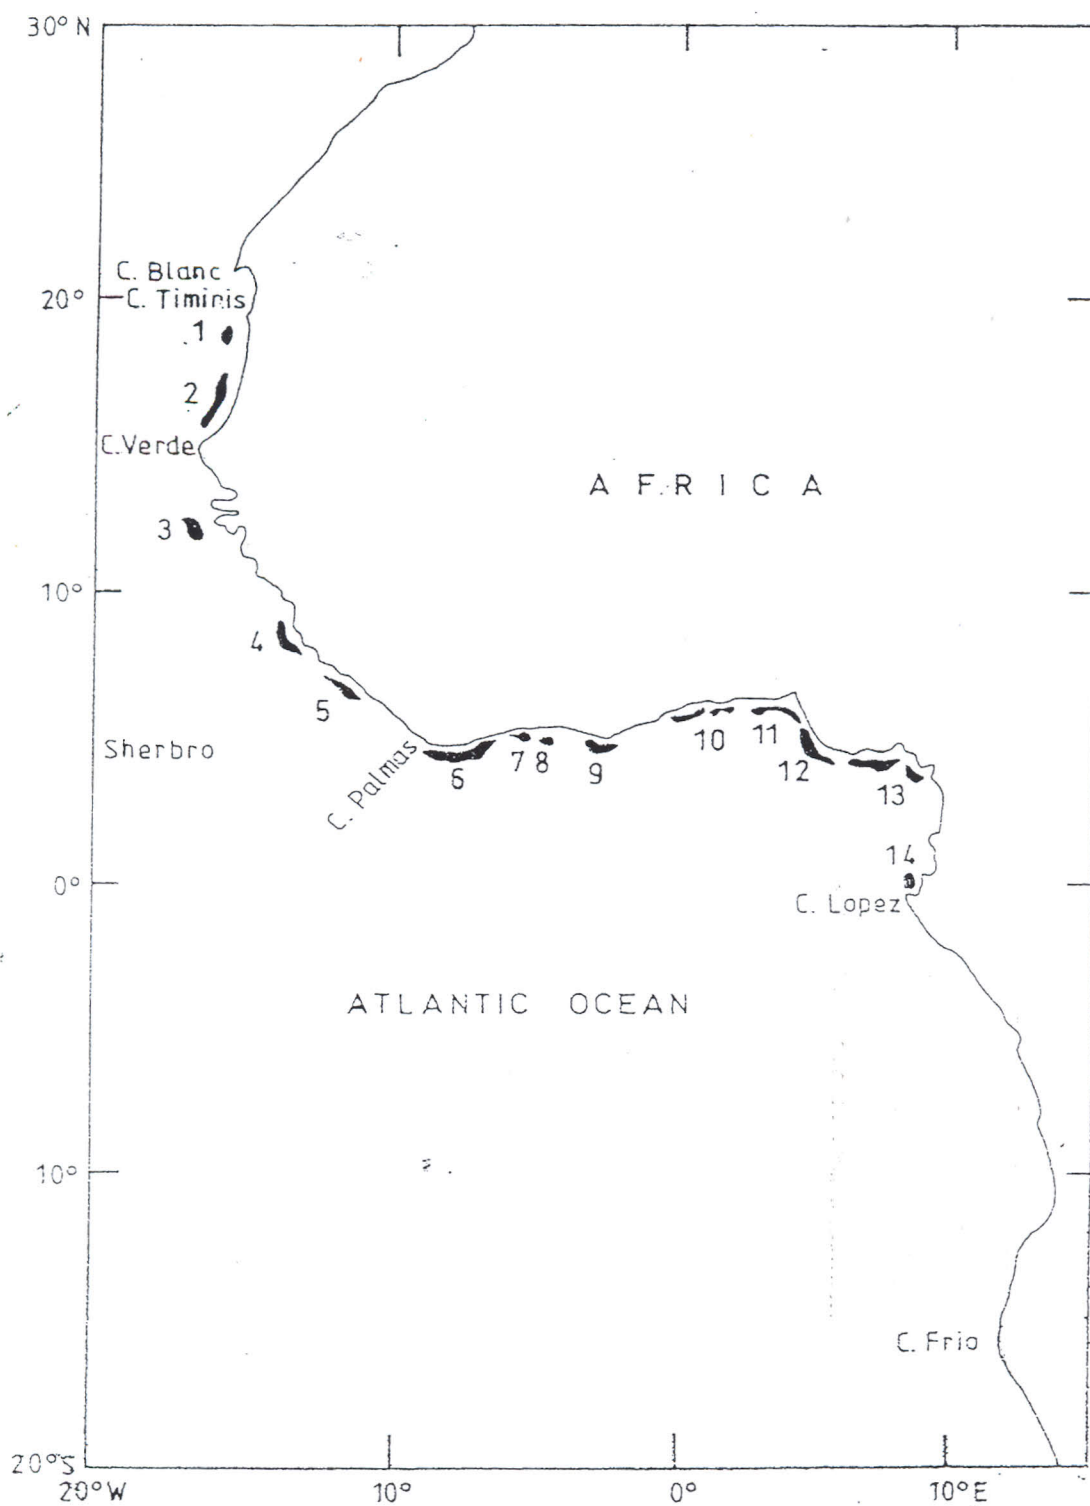 30° N
C. Blanc
20° C. Timiris
1
2
C. Verde
A F R I C A
3
10°
4
5
Sherbro
C. Palmas
6
7
8
9
10
11
12
13
14
0°
C. Lopez
ATLANTIC OCEAN
10°
C. Frio
20°S
20°W 10° 0° 10°E